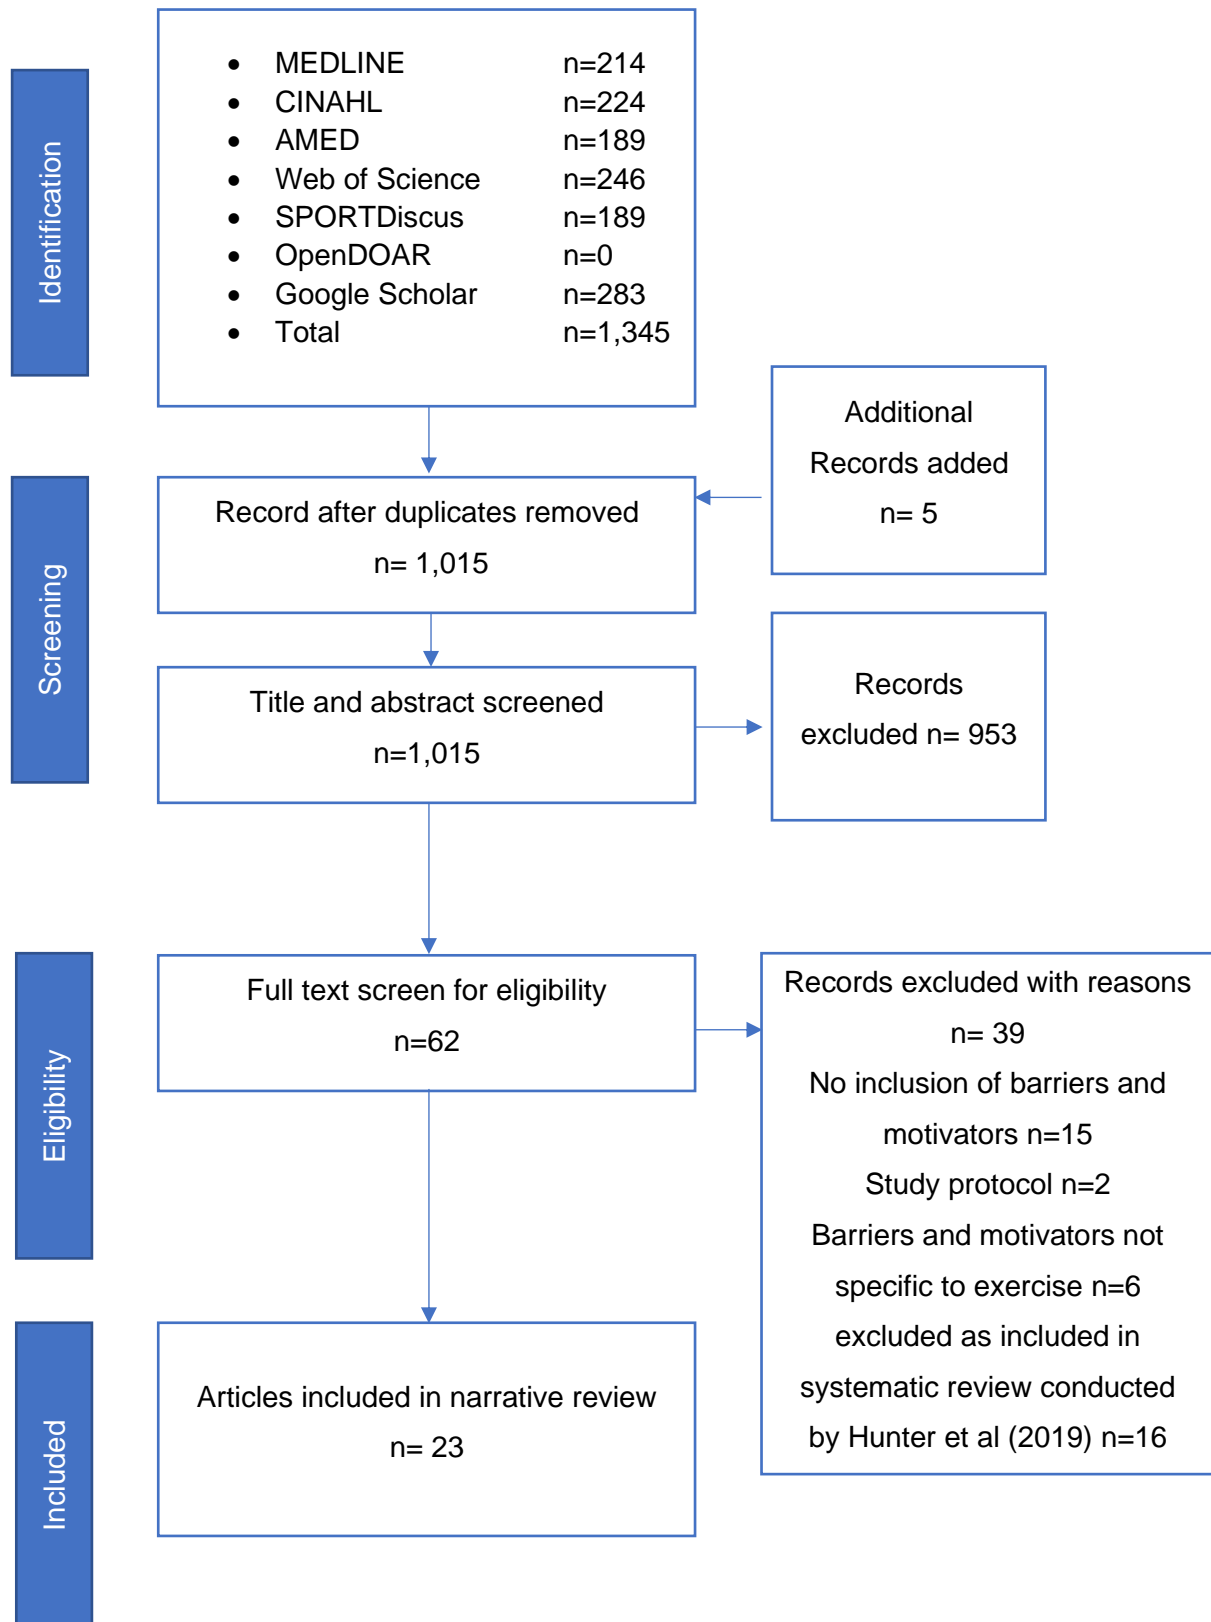 Identification
• MEDLINE n=214
• CINAHL n=224
• AMED n=189
• Web of Science n=246
• SPORTDiscus n=189
• OpenDOAR n=0
• Google Scholar n=283
• Total n=1,345
Additional
Records added
n= 5
Screening
Record after duplicates removed
n= 1,015
Title and abstract screened
n=1,015
Records
excluded n= 953
Eligibility
Full text screen for eligibility
n=62
Records excluded with reasons
n= 39
No inclusion of barriers and
motivators n=15
Study protocol n=2
Barriers and motivators not
specific to exercise n=6
excluded as included in
systematic review conducted
by Hunter et al (2019) n=16
Included
Articles included in narrative review
n= 23